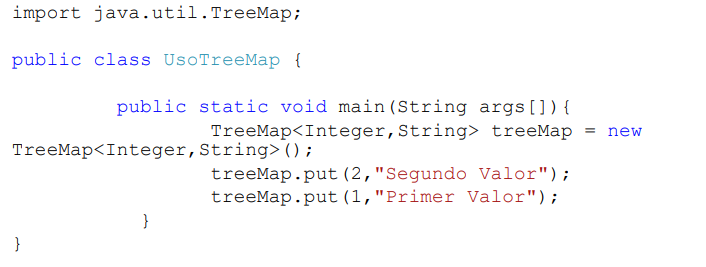 import java.util.TreeMap;
public class UsoTreeMap {
public static void main(String args[]){
TreeMap<Integer,String> treeMap = new
TreeMap<Integer,String>();
treeMap.put(2,"Segundo Valor");
treeMap.put(1,"Primer Valor");
}
}